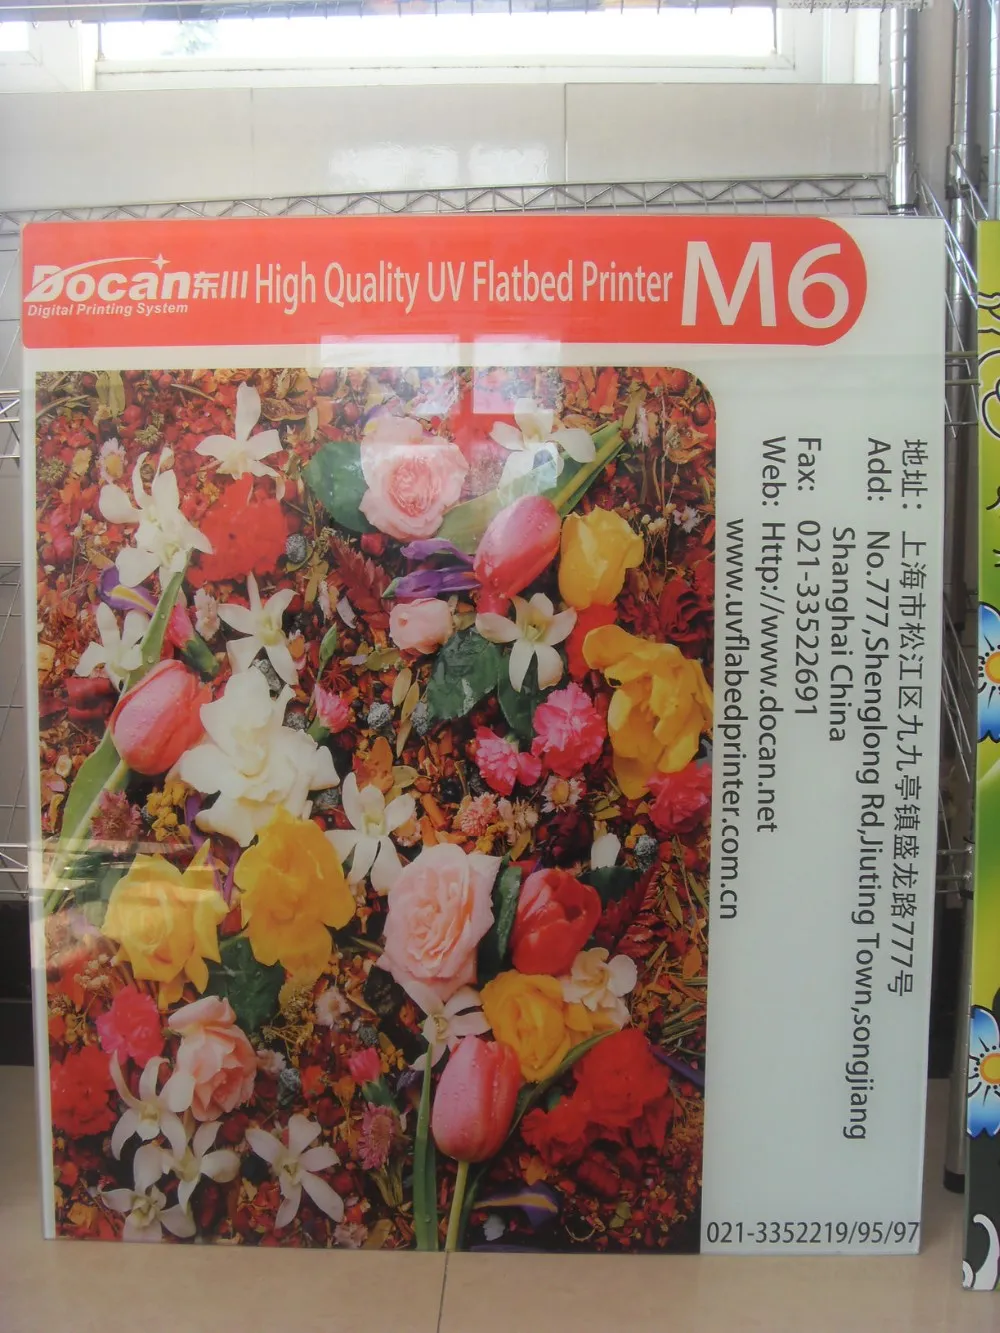 Docan东川 High Quality UV Flatbed Printer M6
Digital Printing System
地址：上海市松江区九九亭镇盛龙路777号
Add: No.777,Shenglong Rd,Jiuting Town,songjiang
Shanghai China
Fax: 021-33522691
Web: Http://www.docan.net
www.uvflabedprinter.com.cn
021-3352219/95/97